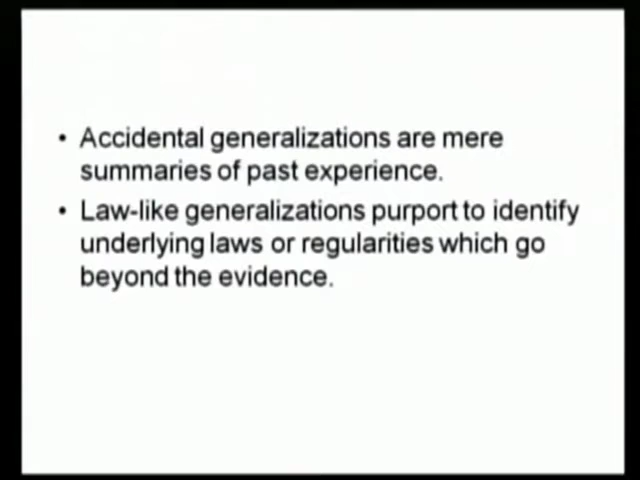 • Accidental generalizations are mere
summaries of past experience.
• Law-like generalizations purport to identify
underlying laws or regularities which go
beyond the evidence.